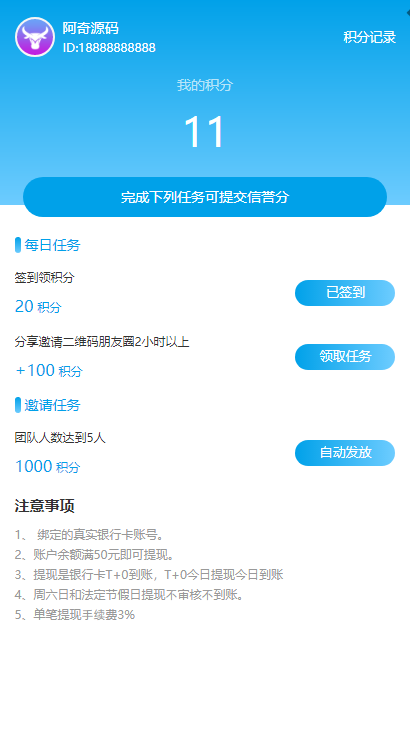 阿奇源码
ID:18888888888
积分记录
我的积分
11
完成下列任务可提交信誉分
每日任务
签到领积分
20 积分
已签到
分享邀请二维码朋友圈2小时以上
+100 积分
领取任务
邀请任务
团队人数达到5人
1000 积分
自动发放
注意事项
1、 绑定的真实银行卡账号。
2、账户余额满50元即可提现。
3、提现是银行卡T+0到账，T+0今日提现今日到账
4、周六日和法定节假日提现不审核不到账。
5、单笔提现手续费3%